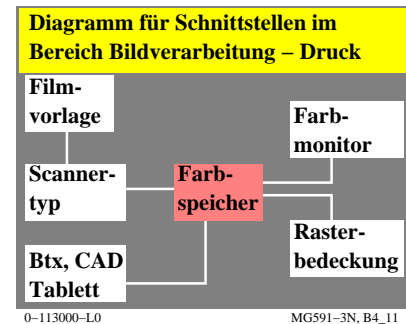 Diagramm für Schnittstellen im
Bereich Bildverarbeitung – Druck
Film-
vorlage
Farb-
monitor
Scanner-
typ
Farb-
speicher
Raster-
bedeckung
Btx, CAD
Tablett
0–113000–L0
MG591–3N, B4_11